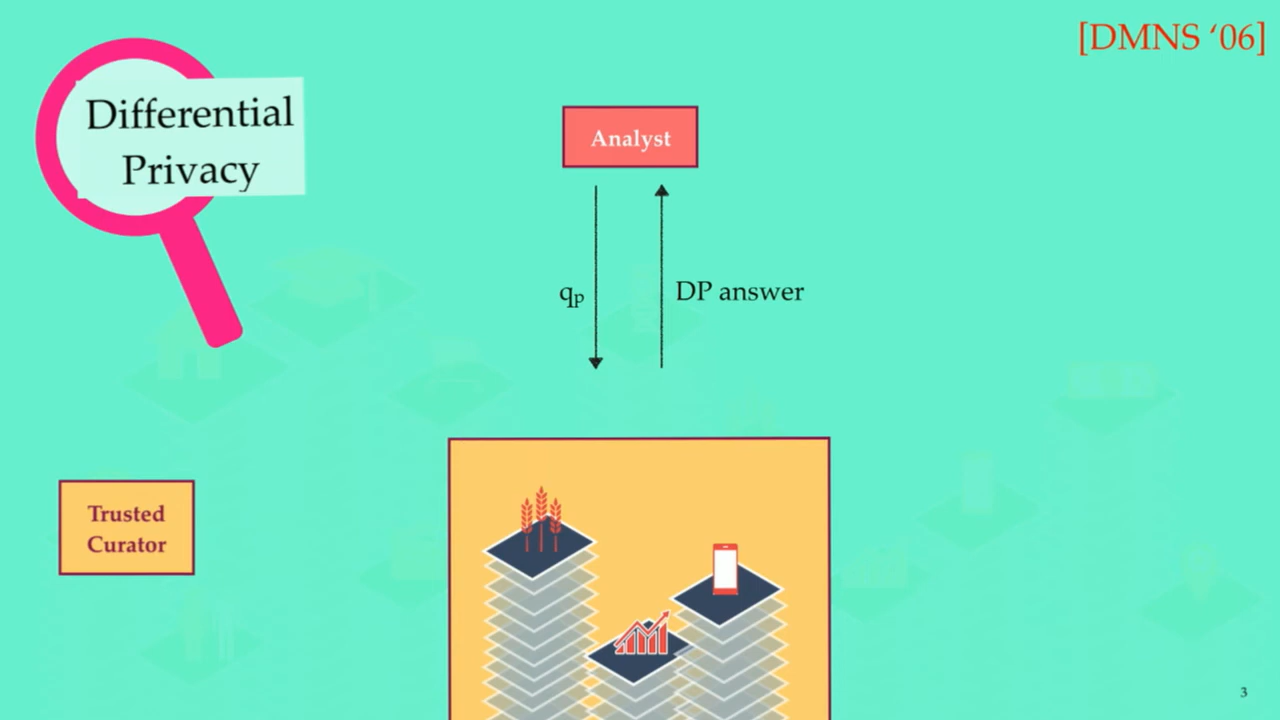 [DMNS ‘06]
Differential
Privacy
Analyst
qp
DP answer
Trusted
Curator
3